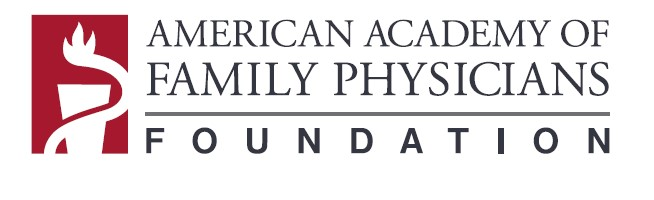 AMERICAN ACADEMY OF
FAMILY PHYSICIANS
FOUNDATION